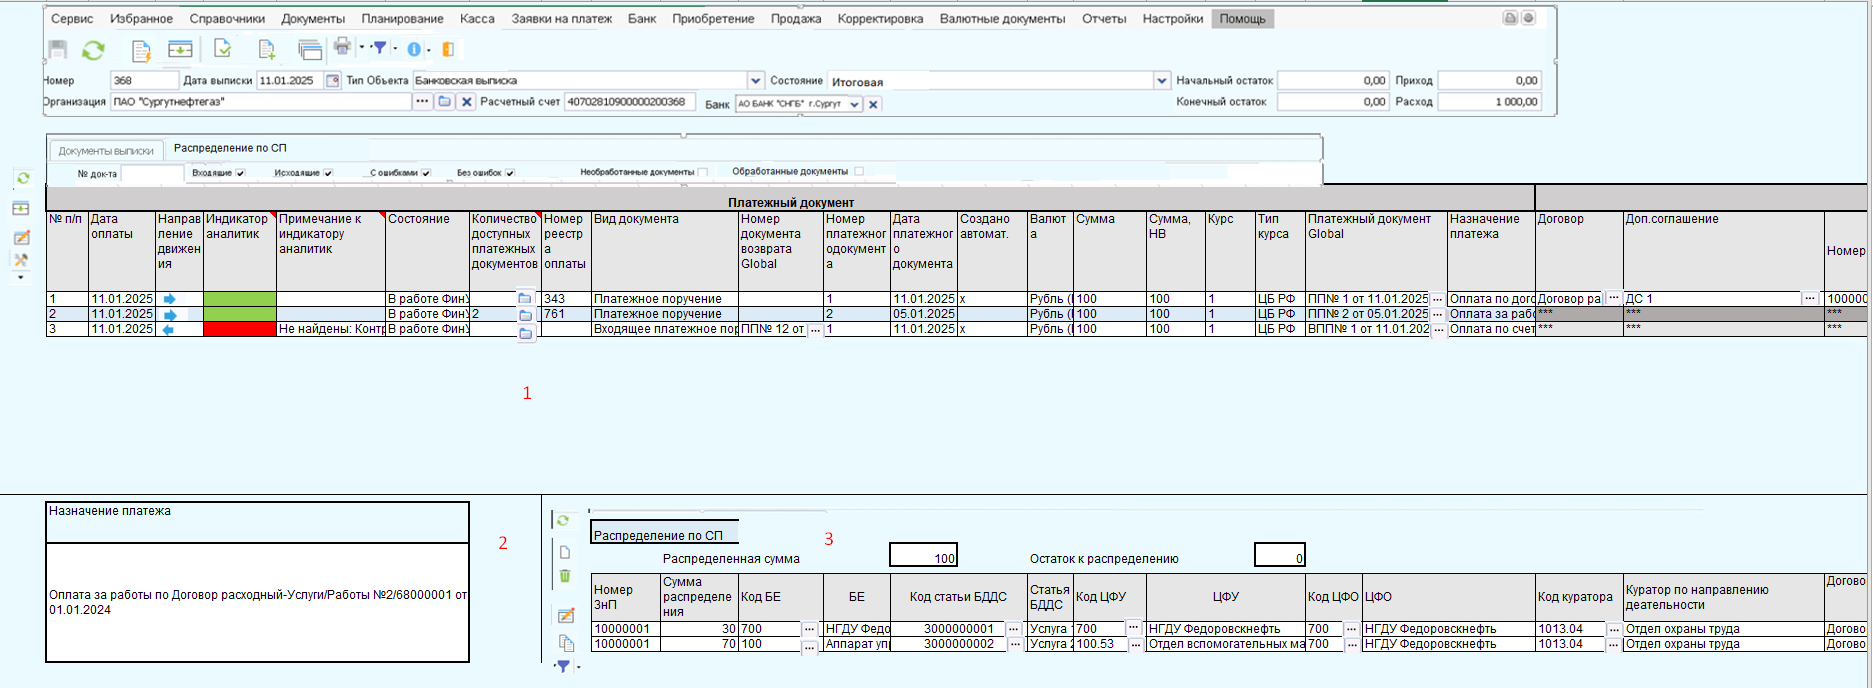 Сервис Избранное Справочники Документы Планирование Касса Заявки на платеж Банк Приобретение Продажа Корректировка Валютные документы Отчеты Настройки Помощь
Номер 368 Дата выписки 11.01.2025 Тип Объекта Банковская выписка Состояние Итоговая Начальный остаток 0,00 Приход 0,00
Организация ПАО "Сургутнефтегаз" Расчетный счет 40702810900000200368 Банк АО БАНК "СНГБ" г.Сургут Конечный остаток 0,00 Расход 1 000,00
Документы выписки Распределение по СП
№ док-та Входящие Исходящие С ошибками Без ошибок Необработанные документы Обработанные документы
Платежный документ
№ п/п Дата Направ Индикатор Примечание к Состояние Количество Номер Вид документа Номер Номер Дата Создано Валют Сумма Сумма, Курс Тип Платежный документ Назначение Договор Доп.соглашение
оплаты ление аналитик индикатору доступных реестра документа платежног платежног автомат. а НВ курса Global платежа
движен аналитик платежных оплаты возврата одокумент о Номер
ия документов Global а документа
1 11.01.2025 В работе Фин 343 Платежное поручение 1 11.01.2025 х Рубль ( 100 100 1 ЦБ РФ ПП№ 1 от 11.01.2025 ... Оплата по дого Договор ра ... ДС 1 ... 100000
2 11.01.2025 В работе Фин 2 761 Платежное поручение 2 05.01.2025 Рубль ( 100 100 1 ЦБ РФ ПП№ 2 от 05.01.2025 ... Оплата за рабо *** *** ***
3 11.01.2025 Не найдены: Конт В работе Фин Входящее платежное пор ПП№ 12 от ... 1 11.01.2025 х Рубль ( 100 100 1 ЦБ РФ ВПП№ 1 от 11.01.202 ... Оплата по счет *** *** ***
1
Назначение платежа
2
Оплата за работы по Договор расходный-Услуги/Работы №2/68000001 от
01.01.2024
Распределение по СП
3
Распределенная сумма 100 Остаток к распределению 0
Номер ЗнП Сумма распределения Код БЕ БЕ Код статьи БДДС Статья БДДС Код ЦФУ ЦФУ Код ЦФО ЦФО Код куратора Куратор по направлению деятельности Догово
10000001 30 700 ... НГДУ Федо 3000000001 ... Услуга 700 ... НГДУ Федоровскнефть 700 ... НГДУ Федоровскнефть 1013.04 ... Отдел охраны труда Догово
10000001 70 100 ... Аппарат уп 3000000002 ... Услуга 2 100.53 ... Отдел вспомогательных ма 700 ... НГДУ Федоровскнефть 1013.04 ... Отдел охраны труда Догово